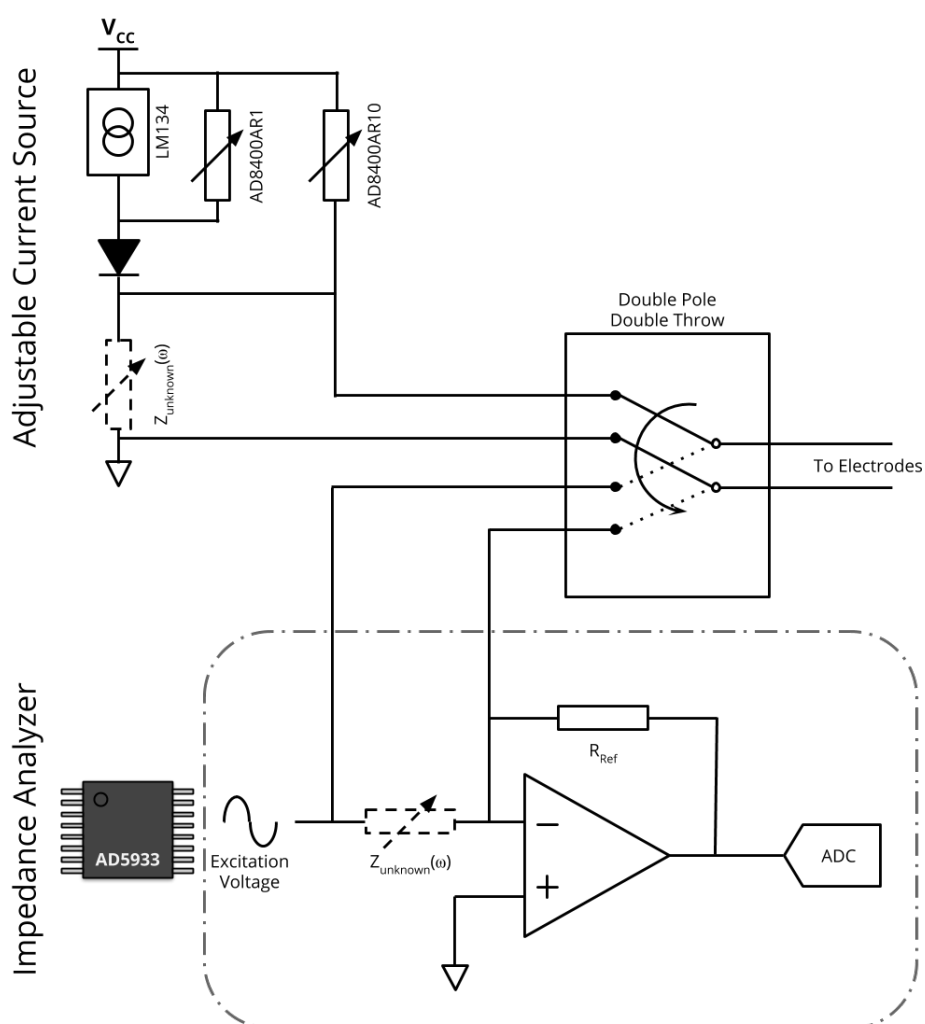 V_CC
Adjustable Current Source
LM134
AD8400AR1
AD8400AR10
Z_unknown(ω)
Double Pole
Double Throw
To Electrodes
Impedance Analyzer
AD5933
Excitation
Voltage
Z_unknown(ω)
R_Ref
−
+
ADC